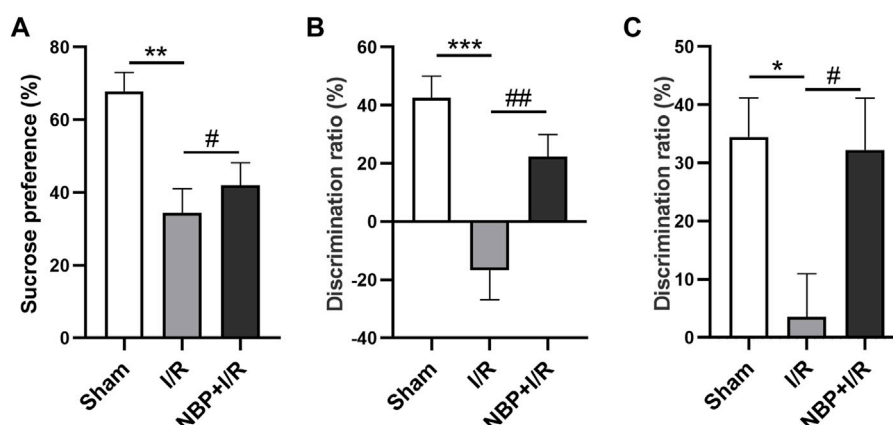 A
Sucrose preference (%)
80
60
40
20
0
**
#
Sham
I/R
NBP+I/R
B
Discrimination ratio (%)
60
40
20
0
-20
-40
***
##
Sham
I/R
NBP+I/R
C
Discrimination ratio (%)
50
40
30
20
10
0
*
#
Sham
I/R
NBP+I/R